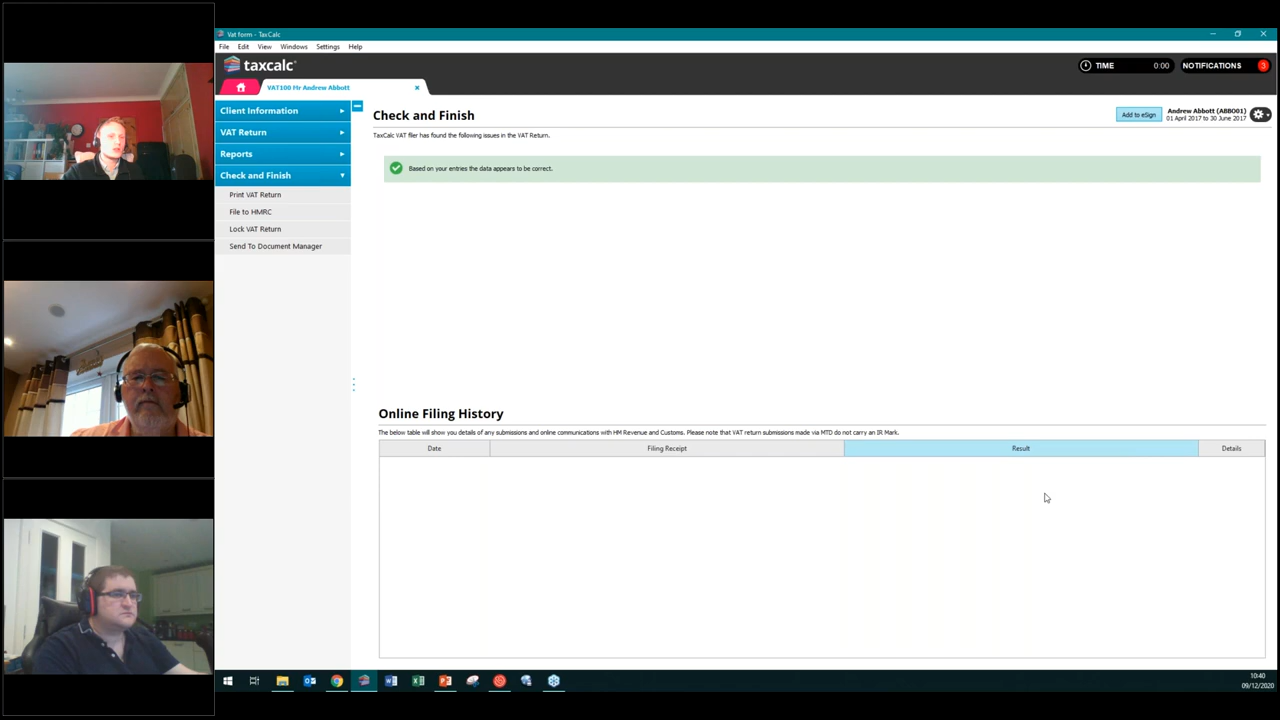 Vat form - TaxCalc
File Edit View Windows Settings Help
taxcalc
TIME 0:00 NOTIFICATIONS 3
VAT100 Mr Andrew Abbott
Client Information
VAT Return
Reports
Check and Finish
Print VAT Return
File to HMRC
Lock VAT Return
Send To Document Manager
Check and Finish
Add to eSign
Andrew Abbott (ABBO01)
01 April 2017 to 30 June 2017
TaxCalc VAT filer has found the following issues in the VAT Return.
Based on your entries the data appears to be correct.
Online Filing History
The below table will show you details of any submissions and online communications with HM Revenue and Customs. Please note that VAT return submissions made via MTD do not carry an IR Mark.
Date Filing Receipt Result Details
10:40
09/12/2020